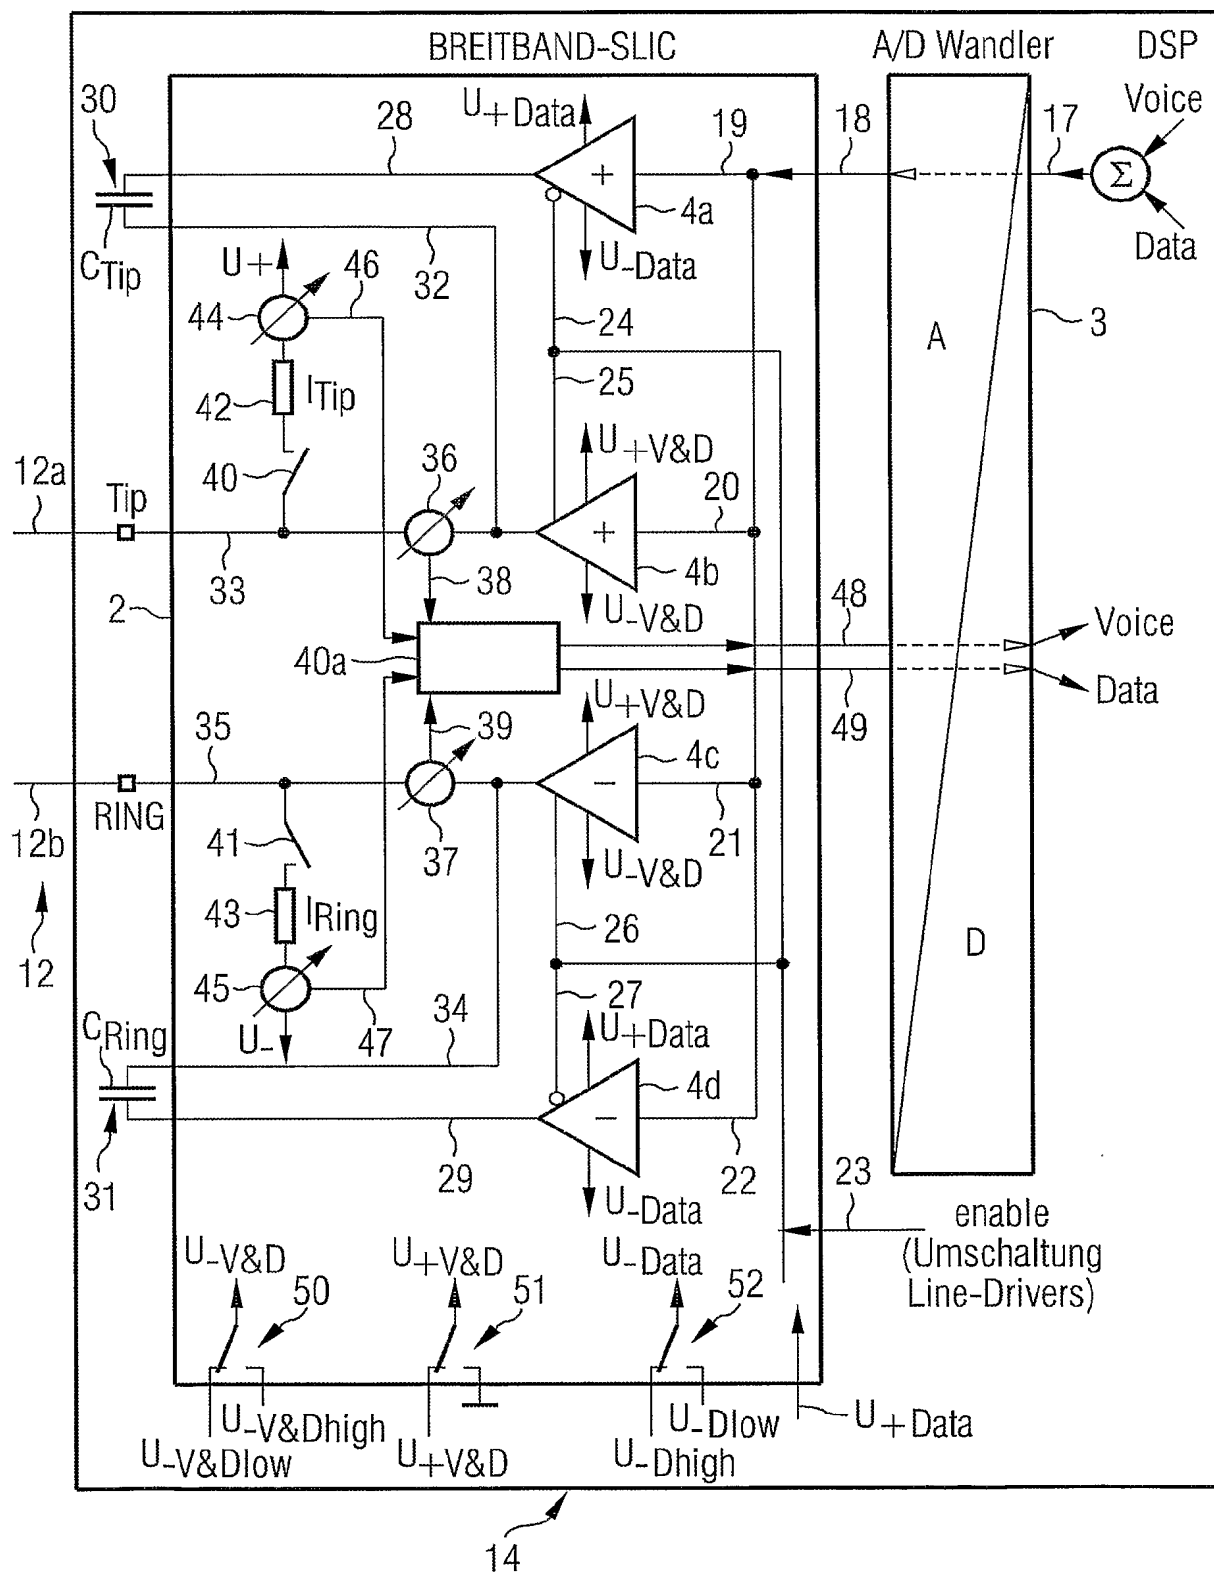 BREITBAND-SLIC
A/D Wandler
DSP
Voice
30
28
U+Data
19
18
17
+
4a
Σ
Data
CTip
U+
46
32
U-Data
44
24
3
A
42
ITip
25
U+V&D
36
20
12a
Tip
40
+
4b
33
38
2
U-V&D
48
Voice
40a
49
Data
35
39
U+V&D
4c
RING
−
12b
41
37
21
U-V&D
43
IRing
26
D
12
45
27
CRing
U-
47
34
U+Data
4d
−
31
29
22
23
U-Data
enable
(Umschaltung
Line-Drivers)
U-V&D
U+V&D
U-Data
50
51
52
U-V&Dhigh
U-Dlow
U+Data
U-V&Dlow
U+V&D
U-Dhigh
14